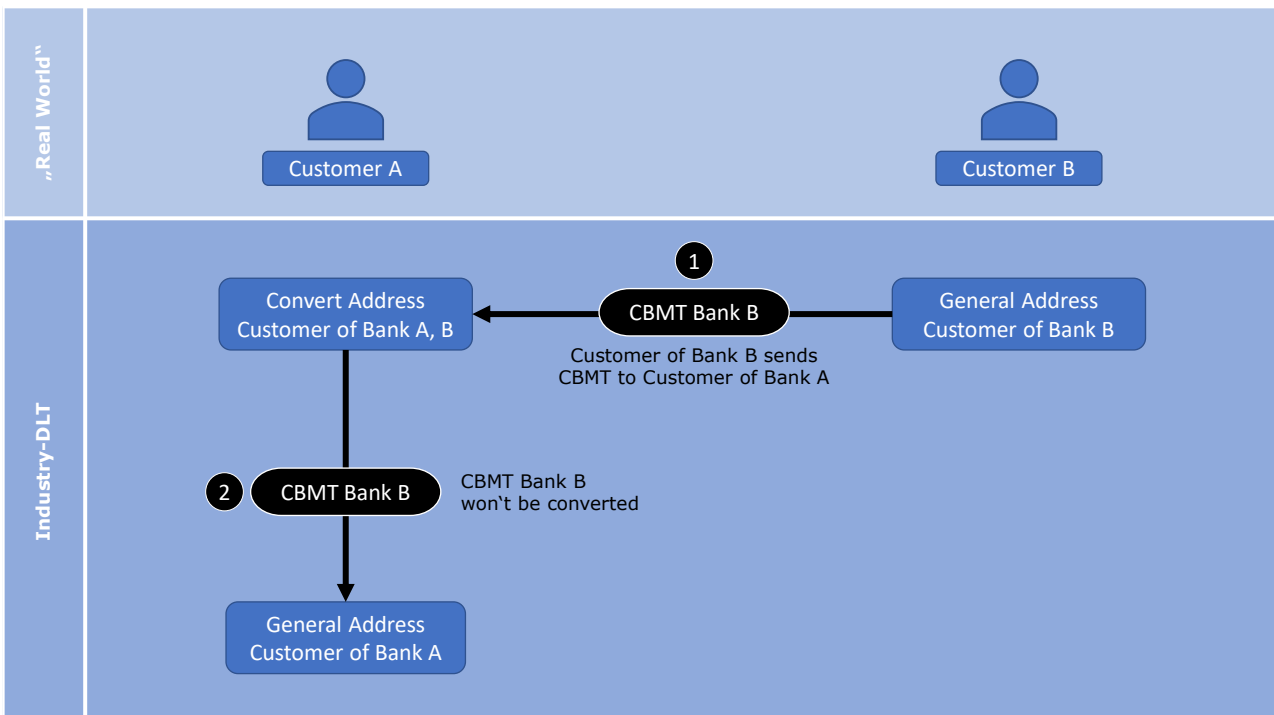 „Real World“
Customer A
Customer B
Industry-DLT
1
Convert Address
Customer of Bank A, B
CBMT Bank B
General Address
Customer of Bank B
Customer of Bank B sends
CBMT to Customer of Bank A
2
CBMT Bank B
CBMT Bank B
won‘t be converted
General Address
Customer of Bank A